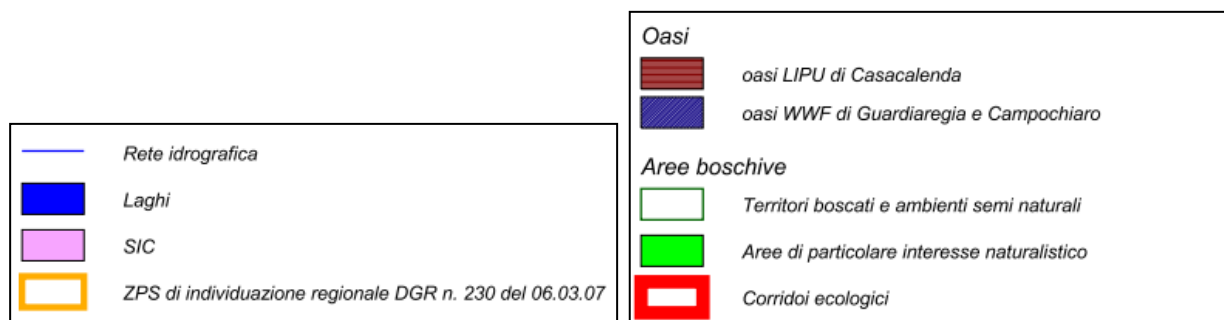 Rete idrografica
Laghi
SIC
ZPS di individuazione regionale DGR n. 230 del 06.03.07
Oasi
oasi LIPU di Casacalenda
oasi WWF di Guardiaregia e Campochiaro
Aree boschive
Territori boscati e ambienti semi naturali
Aree di particolare interesse naturalistico
Corridoi ecologici